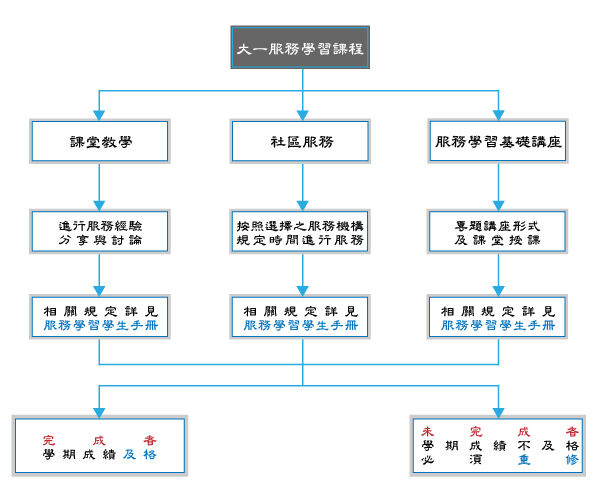 大一服務學習課程
課堂教學
社區服務
服務學習基礎講座
進行服務經驗
分享與討論
按照選擇之服務機構
規定時間進行服務
專題講座形式
及課堂授課
相關規定詳見
服務學習學生手冊
相關規定詳見
服務學習學生手冊
相關規定詳見
服務學習學生手冊
完成者
學期成績及格
未完成者
學期成績不及格
必須重修